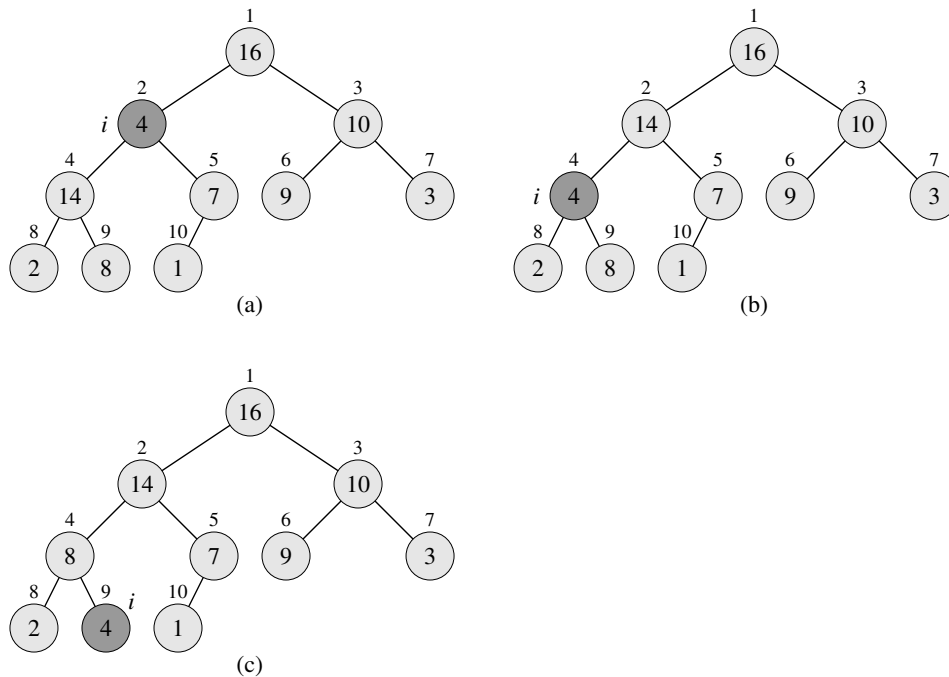 1 1
16 16
2 3 2 3
i 4 10 14 10
4 5 6 7 4 5 6 7
14 7 9 3 i 4 7 9 3
8 9 10 8 9 10
2 8 1 2 8 1
(a) (b)
1
16
2 3
14 10
4 5 6 7
8 7 9 3
8 9 i 10
2 4 1
(c)